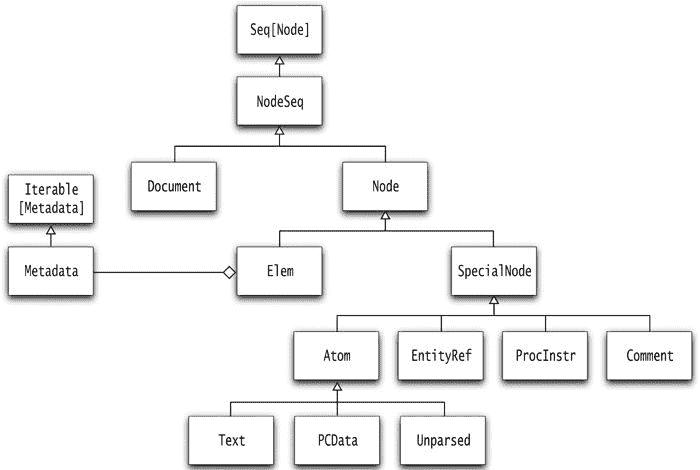 Seq[Node]
NodeSeq
Document
Node
Iterable
[Metadata]
Metadata
Elem
SpecialNode
Atom
EntityRef
ProcInstr
Comment
Text
PCData
Unparsed